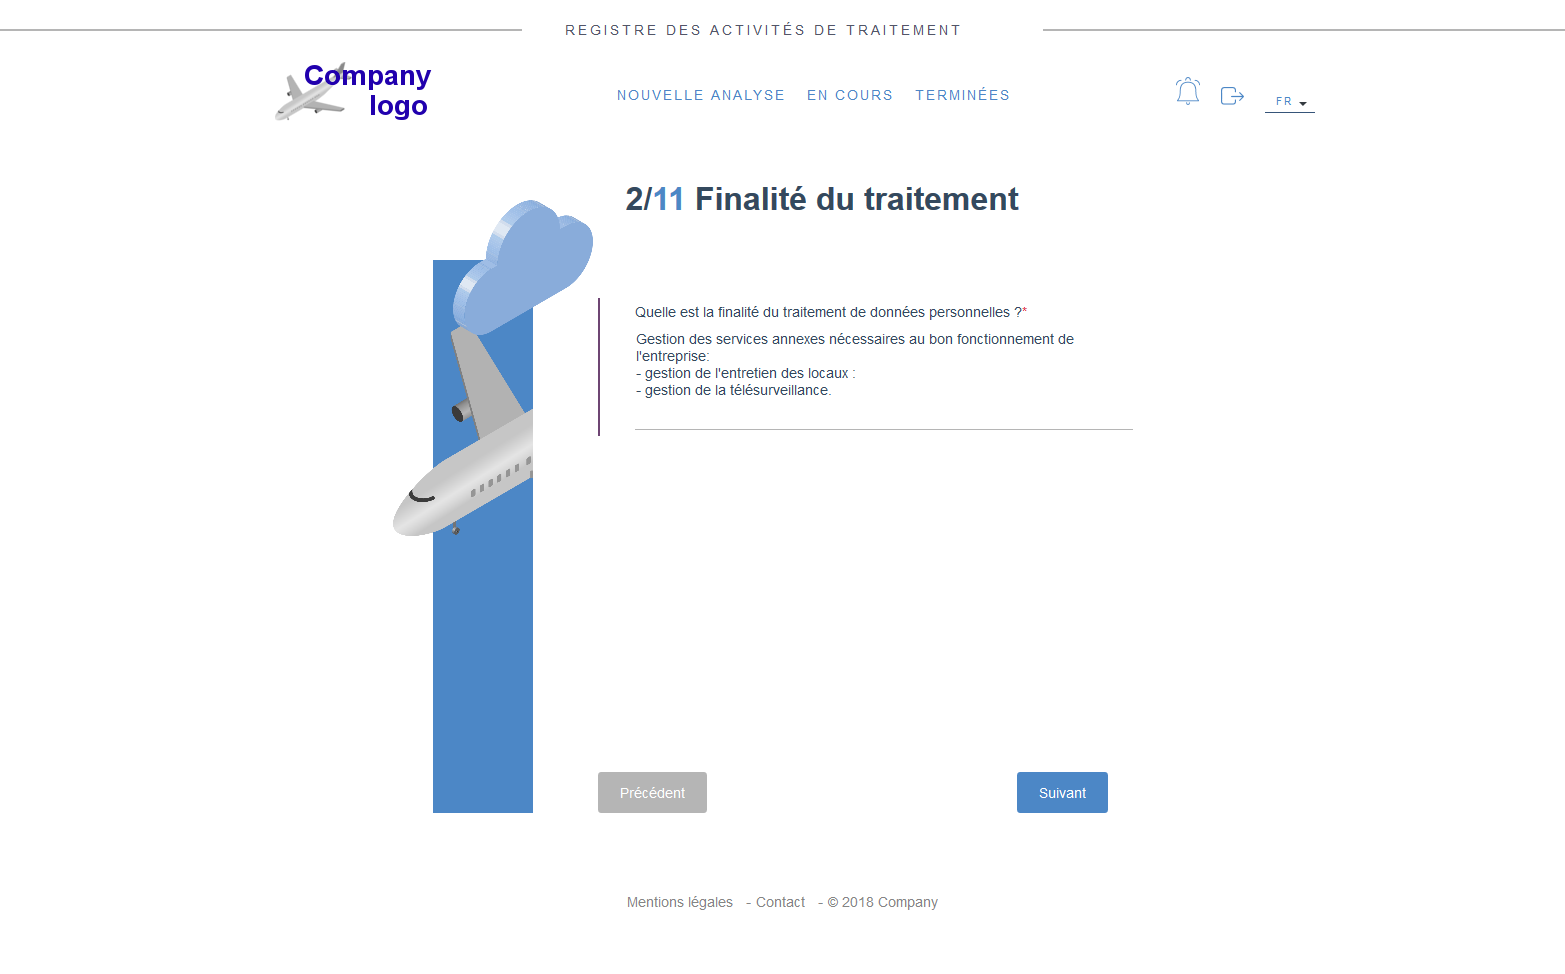 REGISTRE DES ACTIVITÉS DE TRAITEMENT
Company
logo
NOUVELLE ANALYSE EN COURS TERMINÉES
FR
2/11 Finalité du traitement
Quelle est la finalité du traitement de données personnelles ?*
Gestion des services annexes nécessaires au bon fonctionnement de
l'entreprise:
- gestion de l'entretien des locaux :
- gestion de la télésurveillance.
Précédent Suivant
Mentions légales - Contact - © 2018 Company